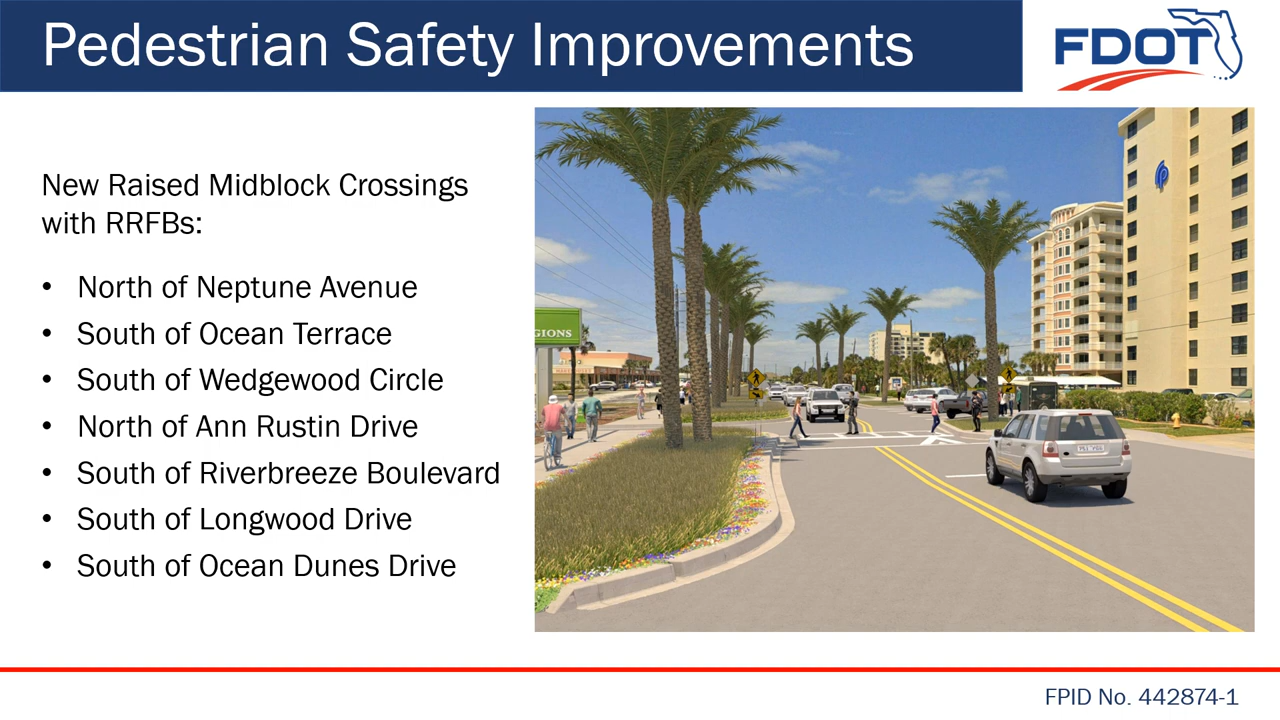 Pedestrian Safety Improvements
FDOT
New Raised Midblock Crossings
with RRFBs:
• North of Neptune Avenue
• South of Ocean Terrace
• South of Wedgewood Circle
• North of Ann Rustin Drive
• South of Riverbreeze Boulevard
• South of Longwood Drive
• South of Ocean Dunes Drive
GIONS
FPID No. 442874-1